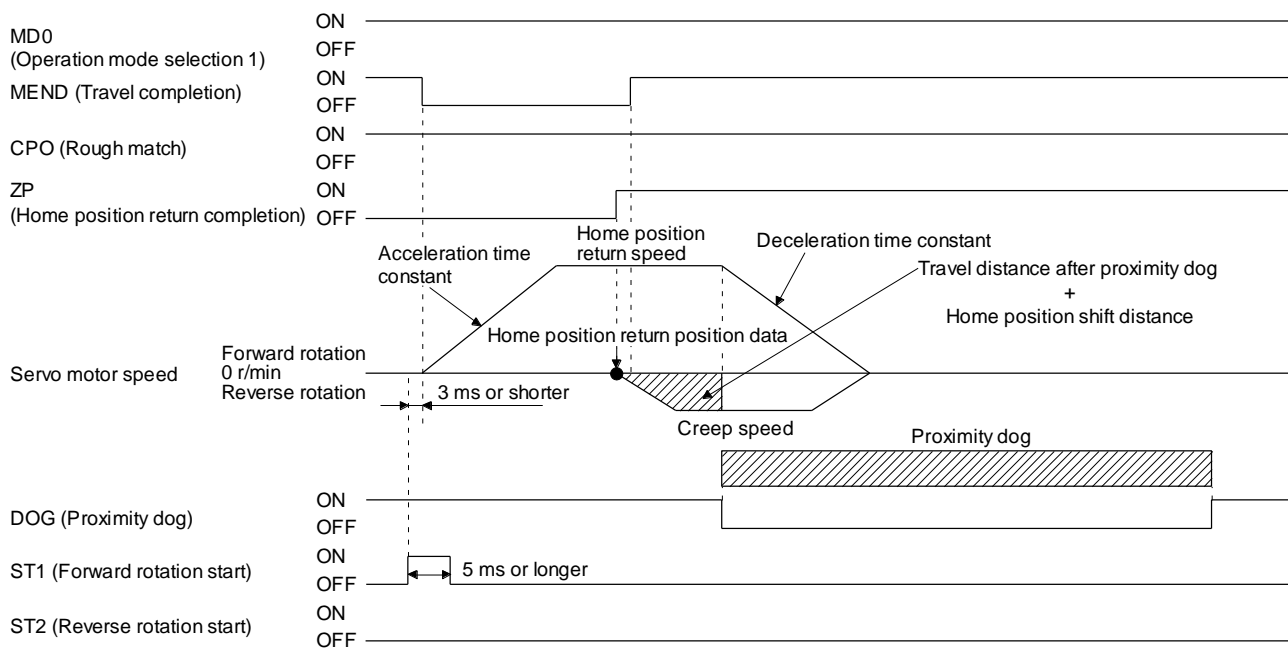 MD0
(Operation mode selection 1)
ON
OFF
MEND (Travel completion)
ON
OFF
CPO (Rough match)
ON
OFF
ZP
(Home position return completion)
ON
OFF
Acceleration time
constant
Home position
return speed
Deceleration time constant
Travel distance after proximity dog
+
Home position shift distance
Home position return position data
Servo motor speed
Forward rotation
0 r/min
Reverse rotation
3 ms or shorter
Creep speed
Proximity dog
DOG (Proximity dog)
ON
OFF
ST1 (Forward rotation start)
ON
OFF
5 ms or longer
ST2 (Reverse rotation start)
ON
OFF